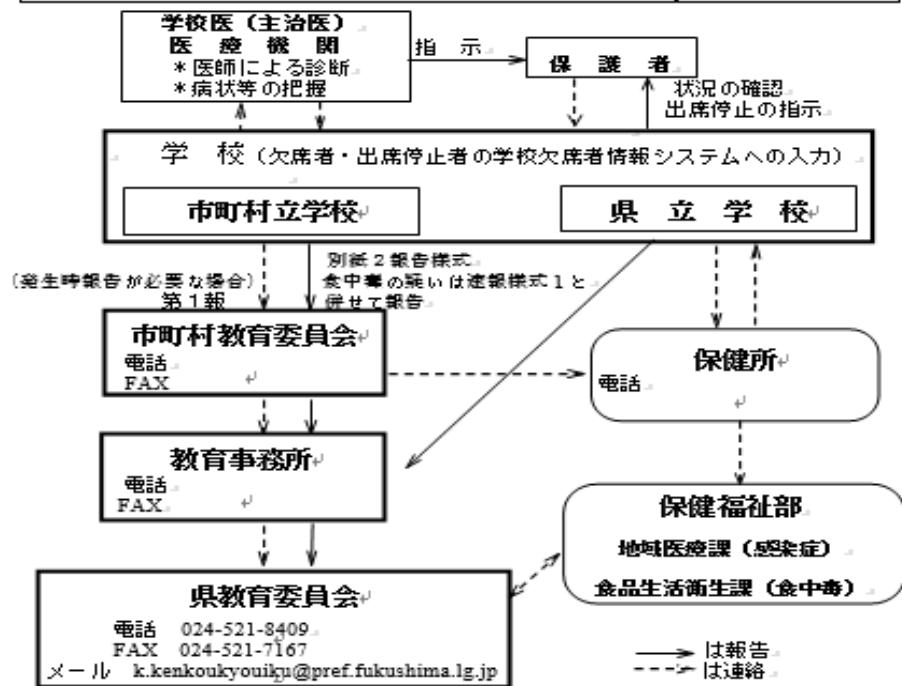 学校医（主治医）
医　療　機　関
＊医師による診断
＊病状等の把握
指　示
保　護　者
状況の確認
出席停止の指示
学　校（欠席者・出席停止者の学校欠席者情報システムへの入力）
市町村立学校
県　立　学　校
（発生時報告が必要な場合）
第１報
別紙２報告様式
食中毒の疑いは速報様式１と
併せて報告
市町村教育委員会
電話
FAX
保健所
電話
教育事務所
電話
FAX
保健福祉部
地域医療課（感染症）
食品生活衛生課（食中毒）
県教育委員会
電話　024-521-8409
FAX　024-521-7167
メール　k.kenkoukyouiku@pref.fukushima.lg.jp
は報告
は連絡